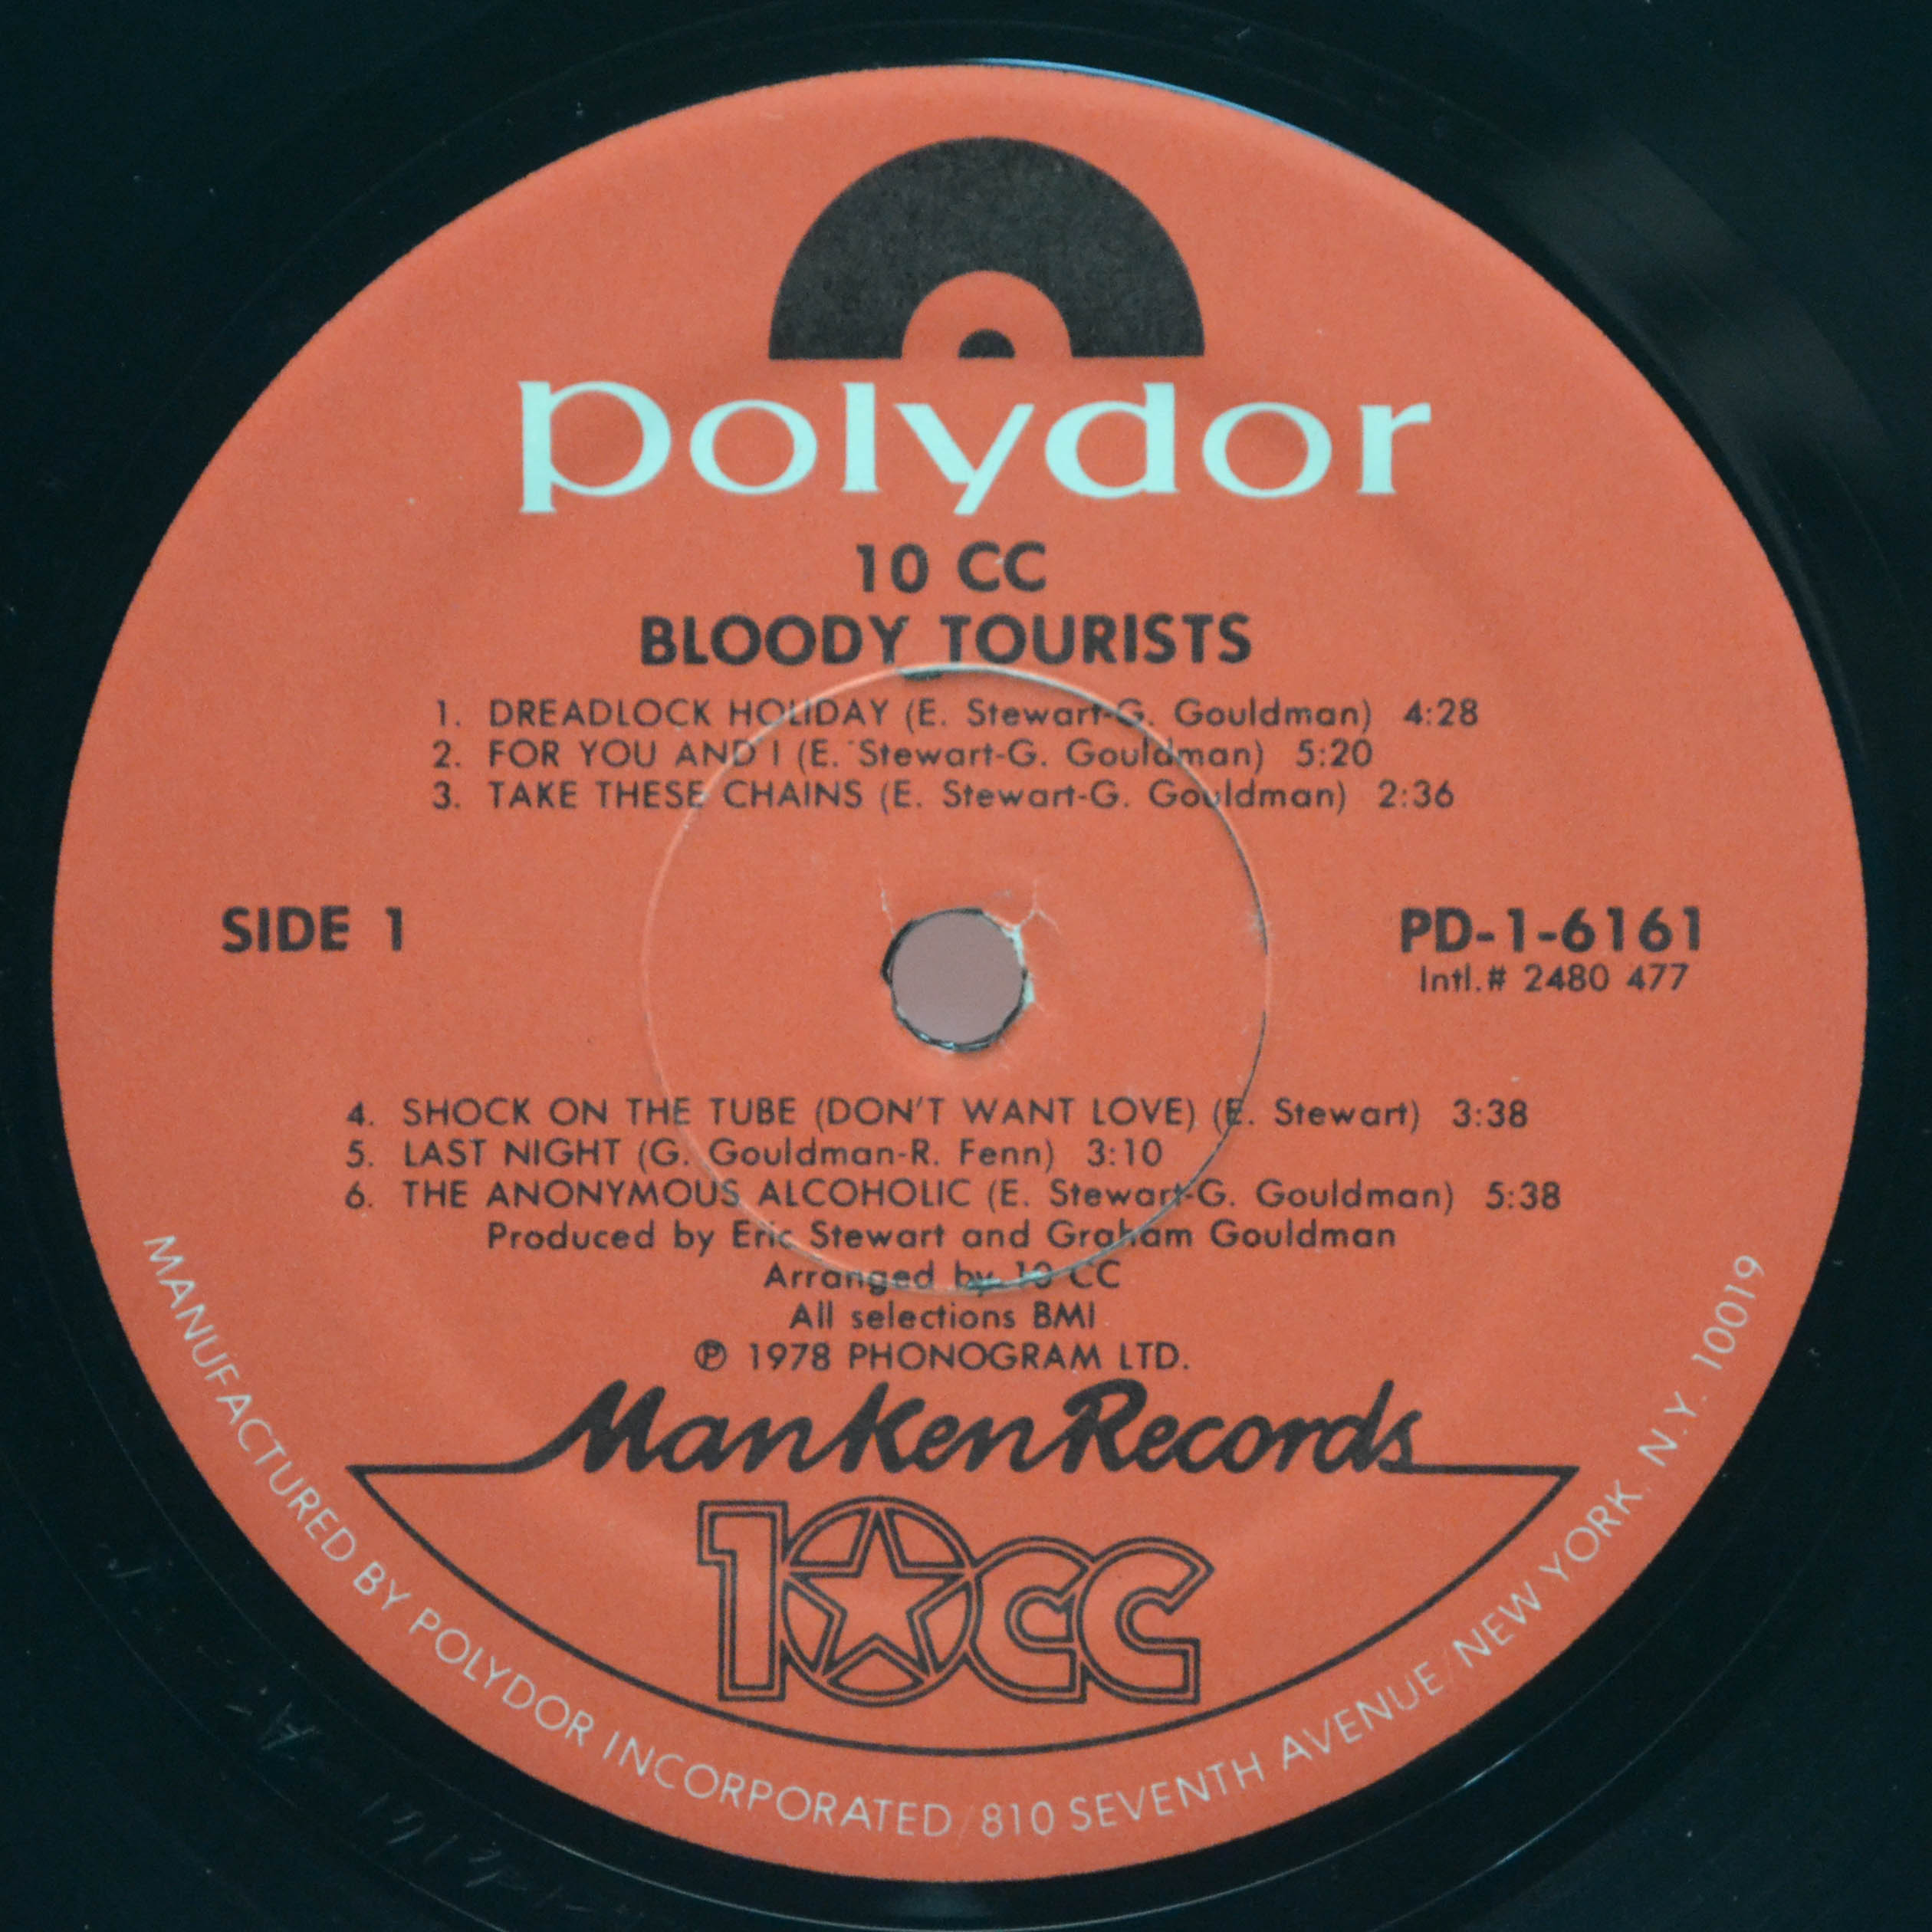 polydor
10 CC
BLOODY TOURISTS
1. DREADLOCK HOLIDAY (E. Stewart-G. Gouldman) 4:28
2. FOR YOU AND I (E. Stewart-G. Gouldman) 5:20
3. TAKE THESE CHAINS (E. Stewart-G. Gouldman) 2:36
SIDE 1
PD-1-6161
Intl.# 2480 477
4. SHOCK ON THE TUBE (DON'T WANT LOVE) (E. Stewart) 3:38
5. LAST NIGHT (G. Gouldman-R. Fenn) 3:10
6. THE ANONYMOUS ALCOHOLIC (E. Stewart-G. Gouldman) 5:38
Produced by Eric Stewart and Graham Gouldman
Arranged by 10 CC
All selections BMI
℗ 1978 PHONOGRAM LTD.
ManKen Records
10CC
MANUFACTURED BY POLYDOR INCORPORATED/810 SEVENTH AVENUE/NEW YORK, N.Y. 10019